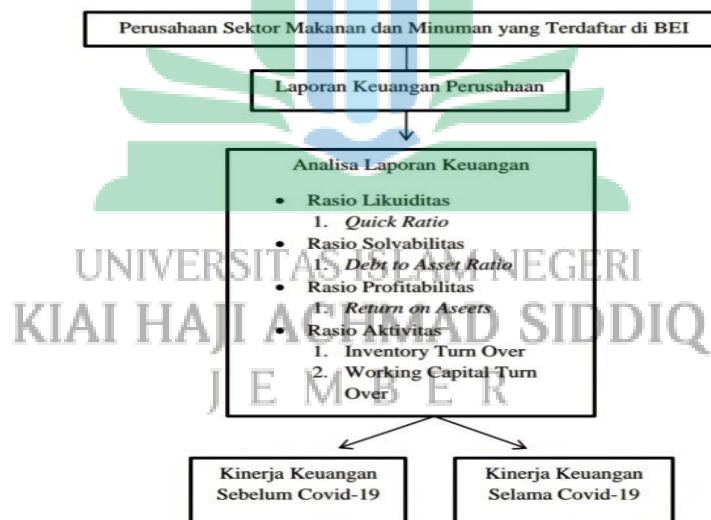 Perusahaan Sektor Makanan dan Minuman yang Terdaftar di BEI
Laporan Keuangan Perusahaan
Analisa Laporan Keuangan
• Rasio Likuiditas
1. Quick Ratio
• Rasio Solvabilitas
1. Debt to Asset Ratio
• Rasio Profitabilitas
1. Return on Aseets
• Rasio Aktivitas
1. Inventory Turn Over
2. Working Capital Turn
Over
UNIVERSITAS ISLAM NEGERI
KIAI HAJI ACHMAD SIDDIQ
JEMBER
Kinerja Keuangan
Sebelum Covid-19
Kinerja Keuangan
Selama Covid-19